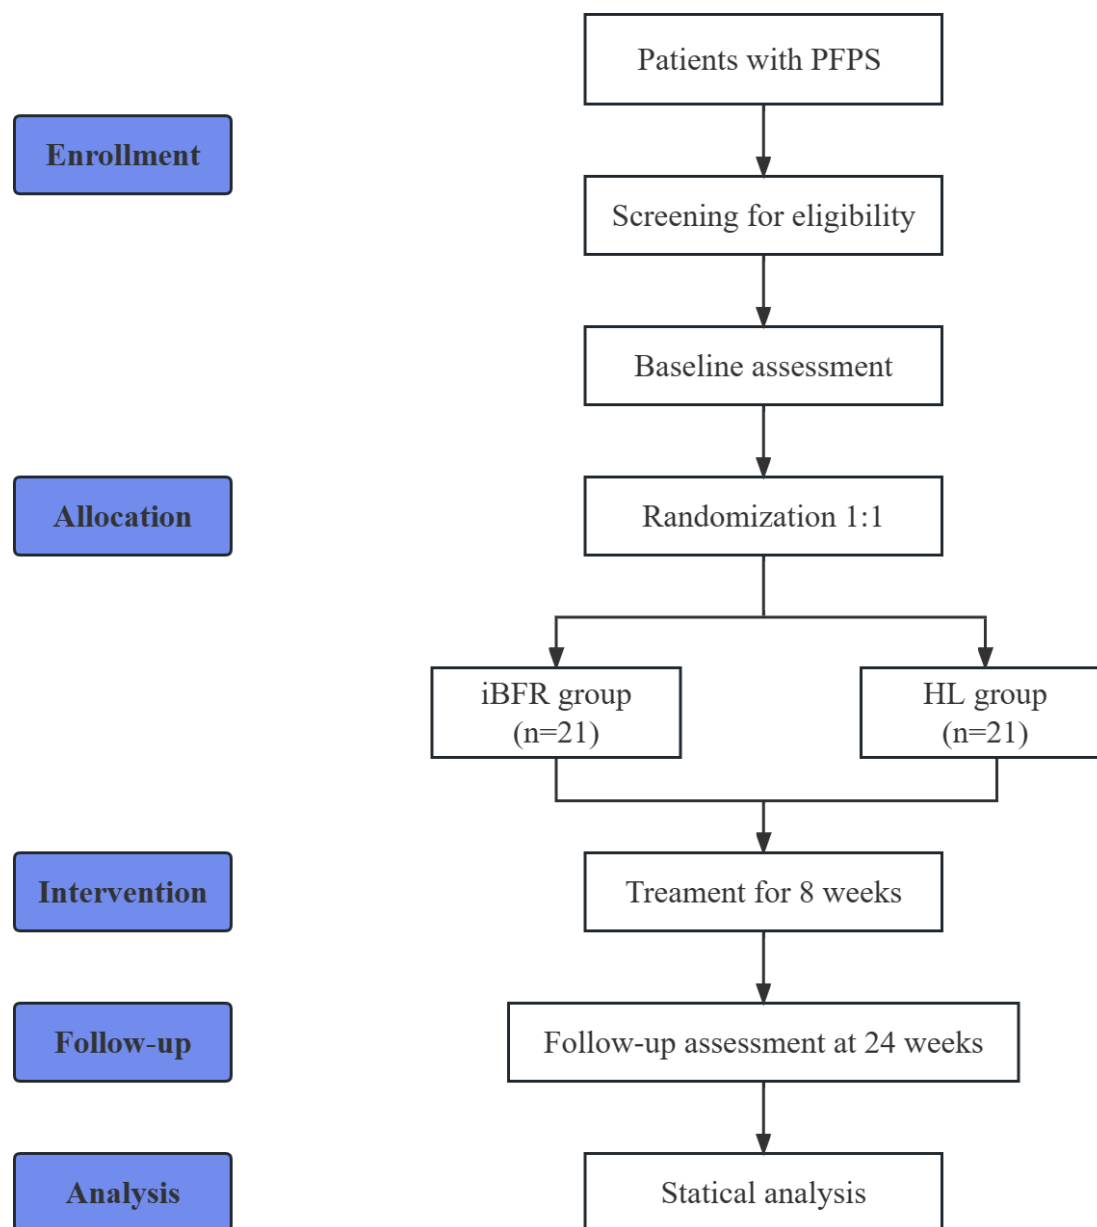 Patients with PFPS
Enrollment
Screening for eligibility
Baseline assessment
Allocation
Randomization 1:1
iBFR group
(n=21)
HL group
(n=21)
Intervention
Treament for 8 weeks
Follow-up
Follow-up assessment at 24 weeks
Analysis
Statical analysis